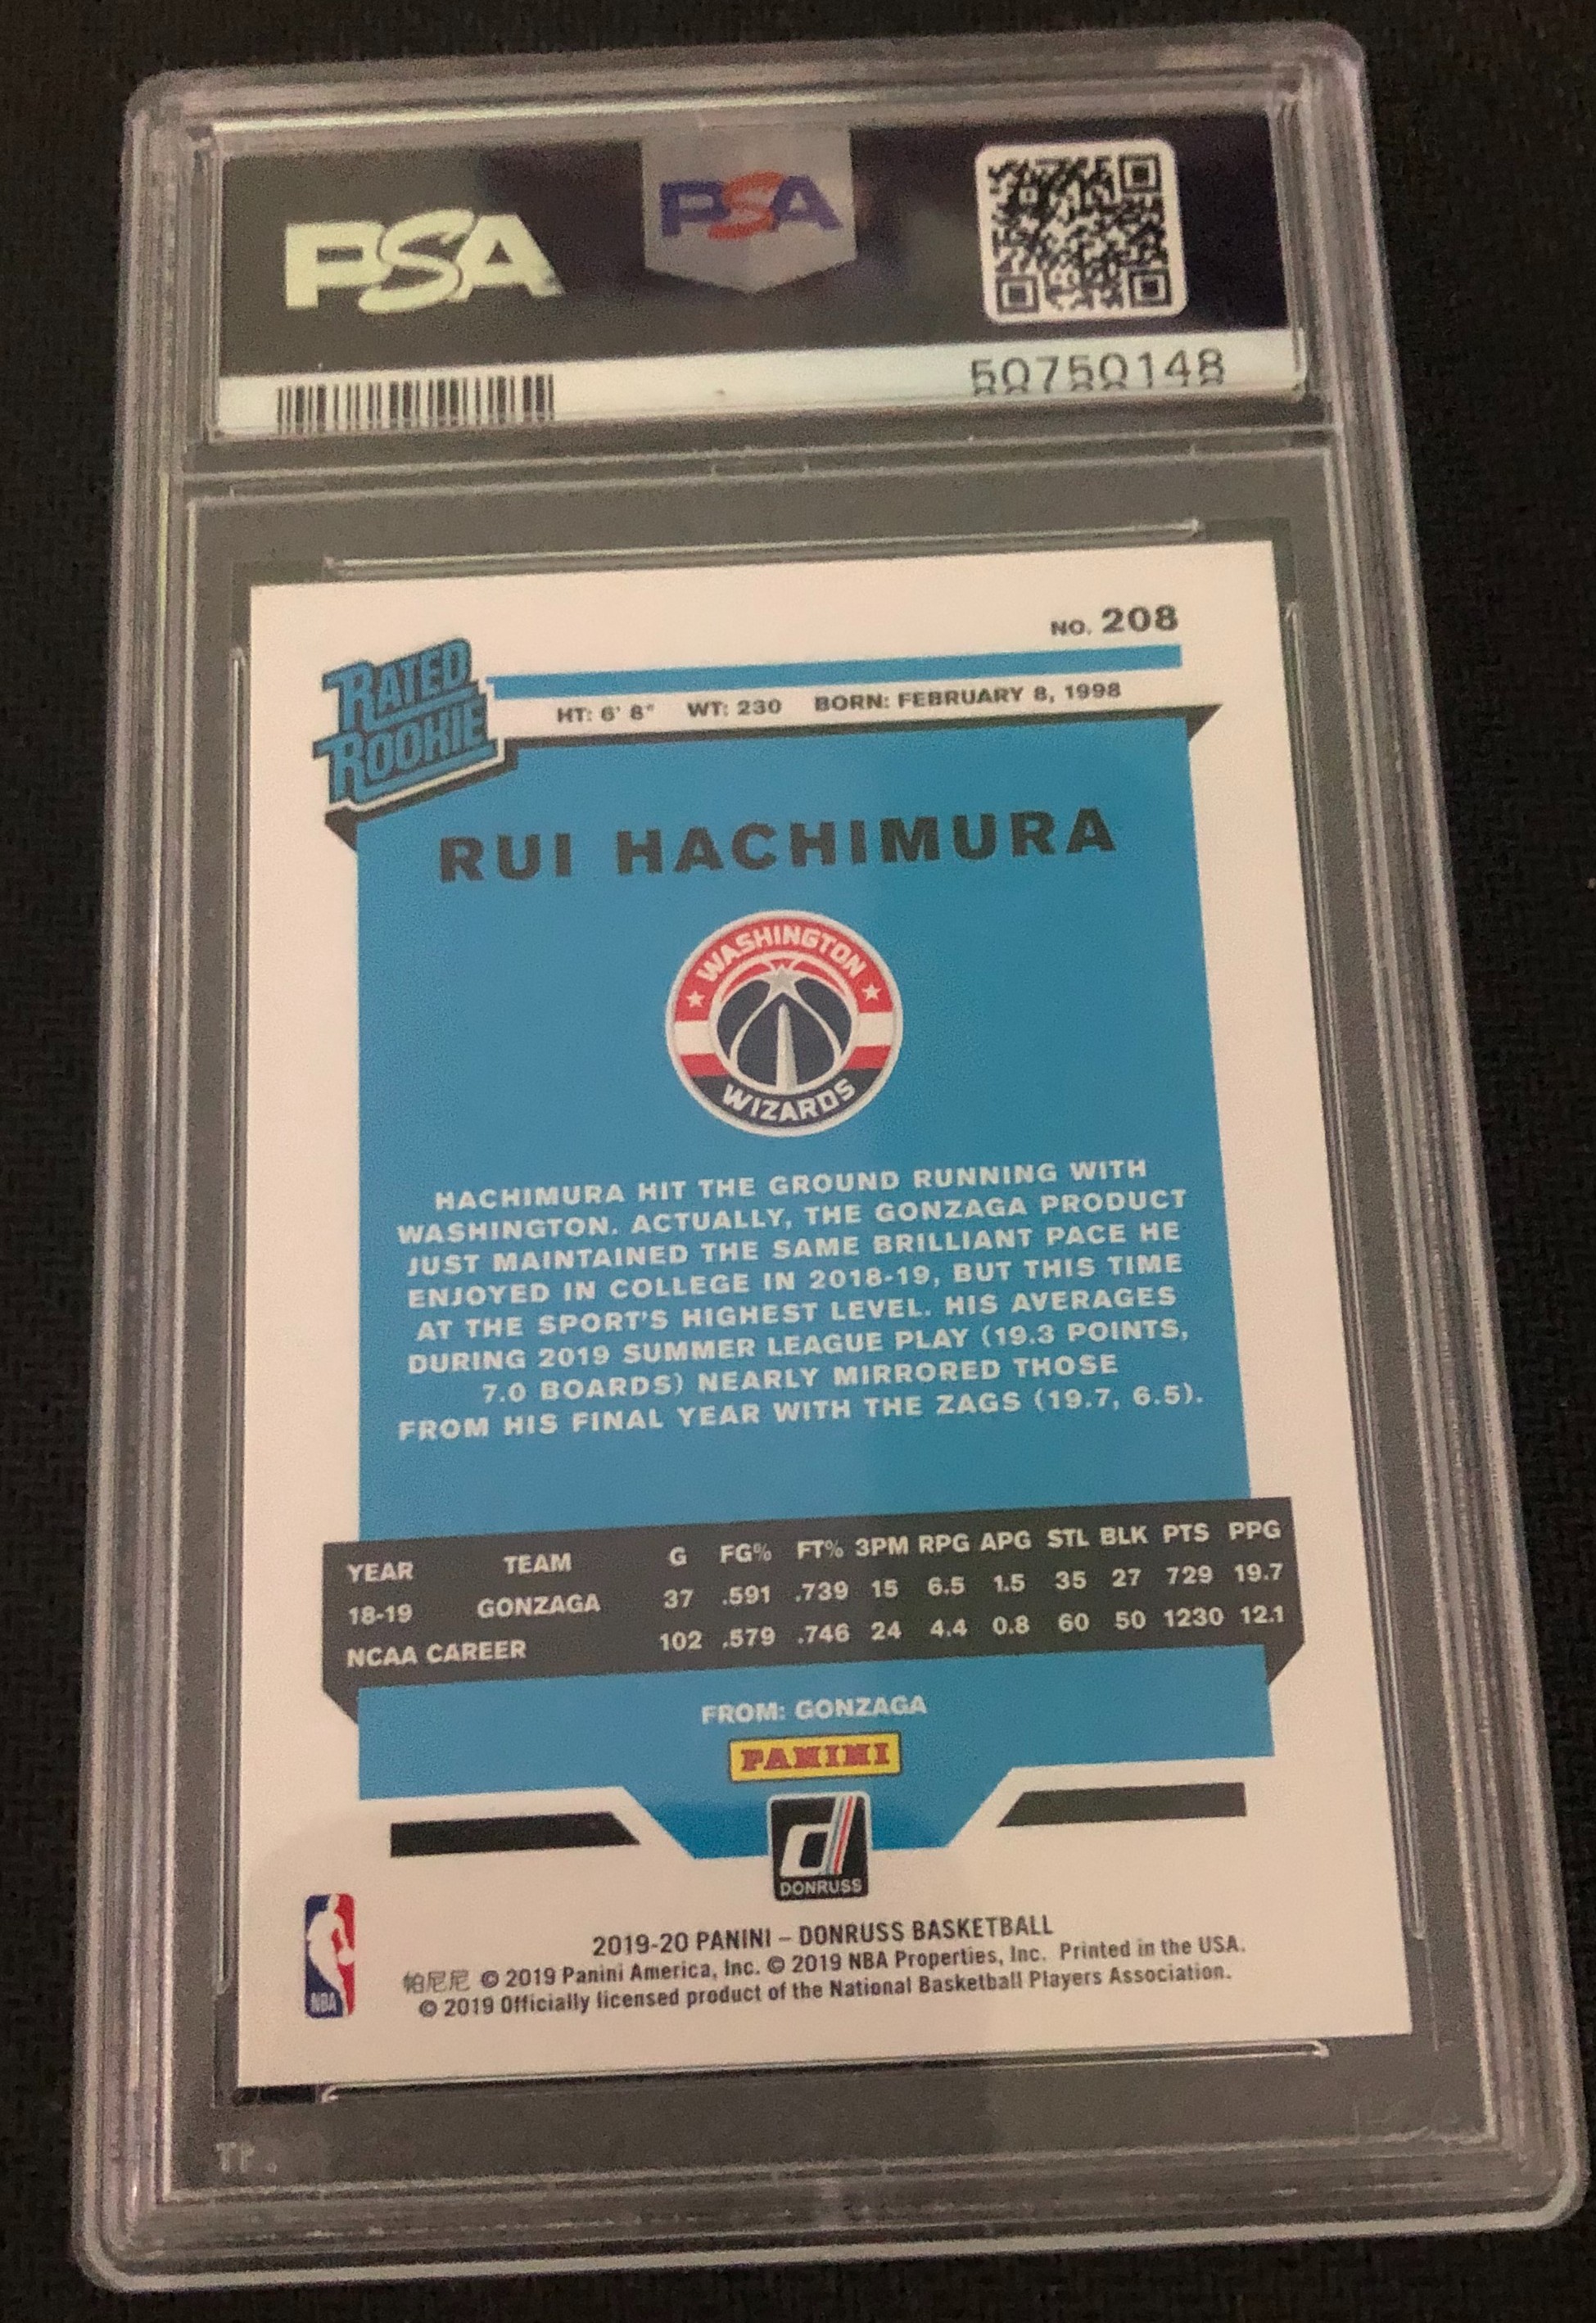 PSA
PSA
50750148
NO. 208
RATED
ROOKIE
HT: 6' 8" WT: 230 BORN: FEBRUARY 8, 1998
RUI HACHIMURA
WASHINGTON
WIZARDS
HACHIMURA HIT THE GROUND RUNNING WITH
WASHINGTON. ACTUALLY, THE GONZAGA PRODUCT
JUST MAINTAINED THE SAME BRILLIANT PACE HE
ENJOYED IN COLLEGE IN 2018-19, BUT THIS TIME
AT THE SPORT'S HIGHEST LEVEL. HIS AVERAGES
DURING 2019 SUMMER LEAGUE PLAY (19.3 POINTS,
7.0 BOARDS) NEARLY MIRRORED THOSE
FROM HIS FINAL YEAR WITH THE ZAGS (19.7, 6.5).
YEAR TEAM G FG% FT% 3PM RPG APG STL BLK PTS PPG
18-19 GONZAGA 37 .591 .739 15 6.5 1.5 35 27 729 19.7
NCAA CAREER 102 .579 .746 24 4.4 0.8 60 50 1230 12.1
FROM: GONZAGA
PANINI
d
DONRUSS
NBA
2019-20 PANINI – DONRUSS BASKETBALL
帕尼尼 © 2019 Panini America, Inc. © 2019 NBA Properties, Inc. Printed in the USA.
© 2019 Officially licensed product of the National Basketball Players Association.